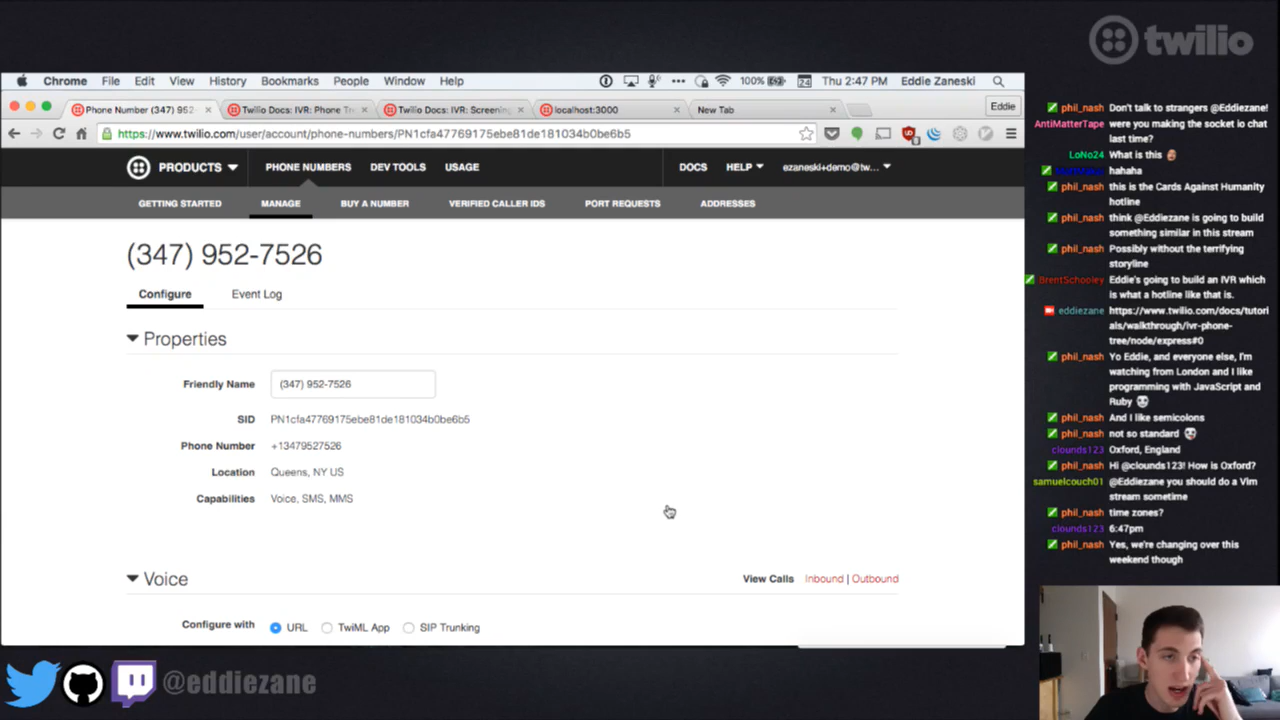 twilio
Chrome File Edit View History Bookmarks People Window Help 100% 24 Thu 2:47 PM Eddie Zaneski
Phone Number (347) 952 Twilio Docs: IVR: Phone Tr Twilio Docs: IVR: Screening localhost:3000 New Tab Eddie
https://www.twilio.com/user/account/phone-numbers/PN1cfa47769175ebe81de181034b0be6b5
PRODUCTS PHONE NUMBERS DEV TOOLS USAGE DOCS HELP ezaneski+demo@tw...
GETTING STARTED MANAGE BUY A NUMBER VERIFIED CALLER IDS PORT REQUESTS ADDRESSES
(347) 952-7526
Configure Event Log
Properties
Friendly Name (347) 952-7526
SID PN1cfa47769175ebe81de181034b0be6b5
Phone Number +13479527526
Location Queens, NY US
Capabilities Voice, SMS, MMS
Voice View Calls Inbound | Outbound
Configure with URL TwiML App SIP Trunking
phil_nash Don't talk to strangers @Eddiezane!
AntiMatterTape were you making the socket io chat
last time?
LoNo24 What is this
hahaha
phil_nash this is the Cards Against Humanity
hotline
phil_nash think @Eddiezane is going to build
something similar in this stream
phil_nash Possibly without the terrifying
storyline
BrentSchooley Eddie's going to build an IVR which
is what a hotline like that is.
eddiezane https://www.twilio.com/docs/tutori
als/walkthrough/ivr-phone-
tree/node/express#0
phil_nash Yo Eddie, and everyone else, I'm
watching from London and I like
programming with JavaScript and
Ruby
phil_nash And I like semicolons
phil_nash not so standard
clounds123 Oxford, England
phil_nash Hi @clounds123! How is Oxford?
samuelcouch01 @Eddiezane you should do a Vim
stream sometime
phil_nash time zones?
clounds123 6:47pm
phil_nash Yes, we're changing over this
weekend though
@eddiezane